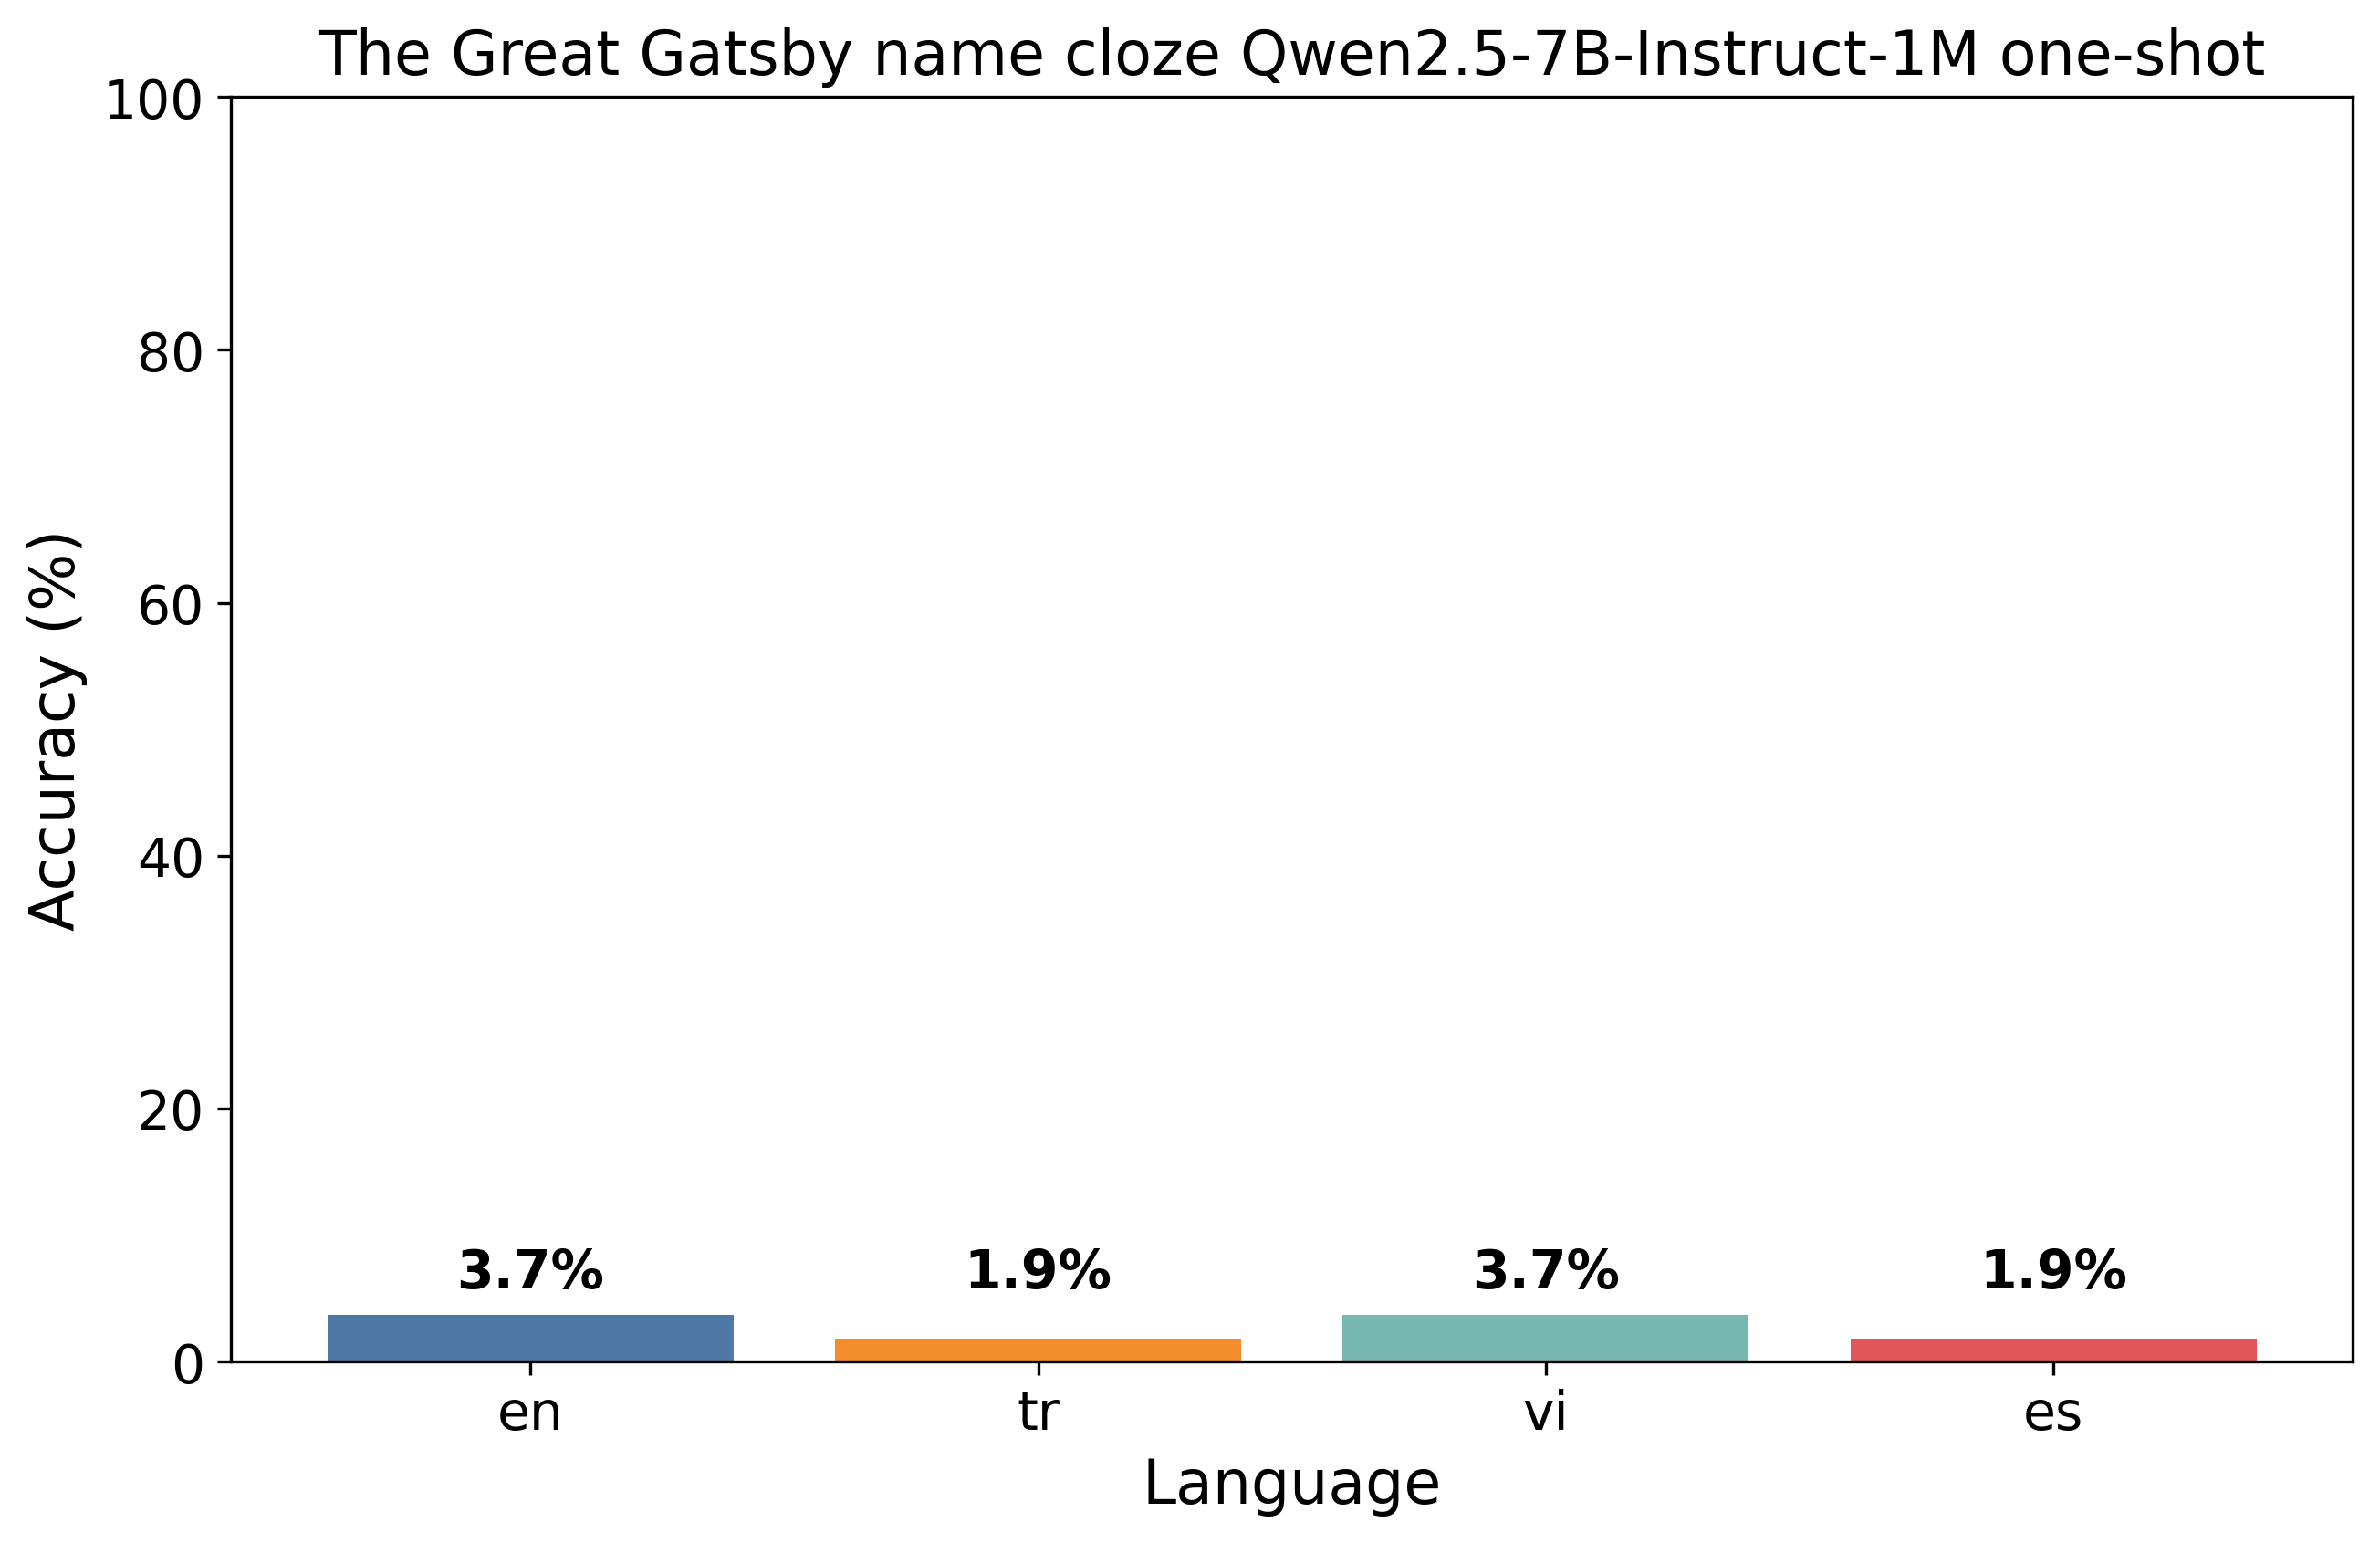 The Great Gatsby name cloze Qwen2.5-7B-Instruct-1M one-shot
100
80
60
40
20
0
Accuracy (%)
3.7%
1.9%
3.7%
1.9%
en
tr
vi
es
Language